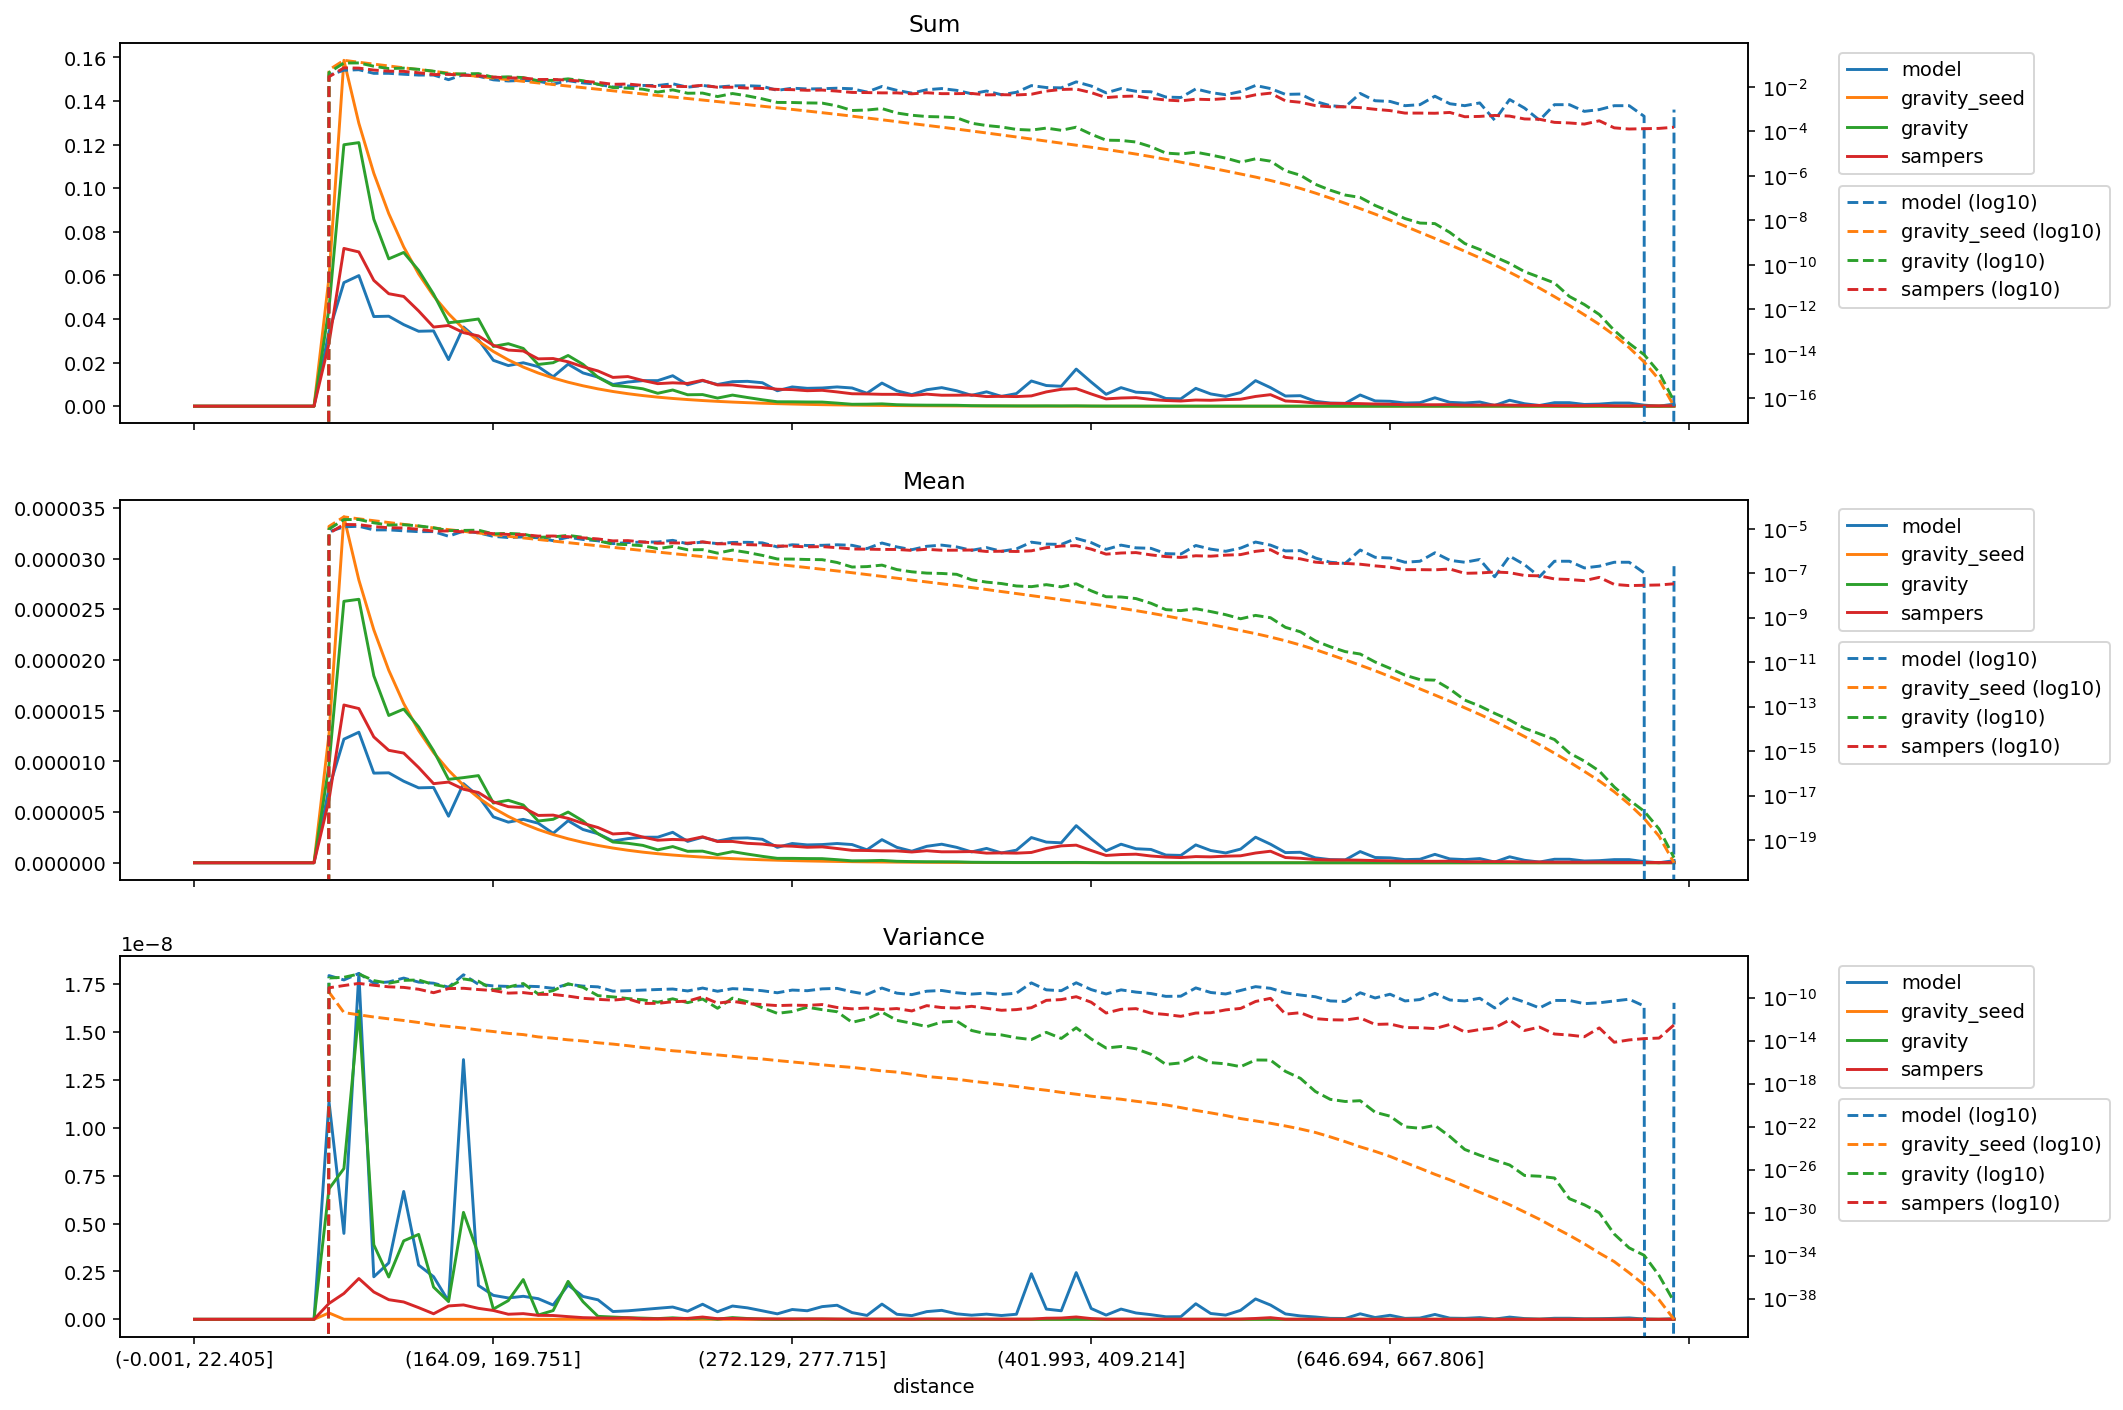 Sum
0.16
0.14
0.12
0.10
0.08
0.06
0.04
0.02
0.00
10−2
10−4
10−6
10−8
10−10
10−12
10−14
10−16
model
gravity_seed
gravity
sampers
model (log10)
gravity_seed (log10)
gravity (log10)
sampers (log10)
Mean
0.000035
0.000030
0.000025
0.000020
0.000015
0.000010
0.000005
0.000000
10−5
10−7
10−9
10−11
10−13
10−15
10−17
10−19
model
gravity_seed
gravity
sampers
model (log10)
gravity_seed (log10)
gravity (log10)
sampers (log10)
Variance
1e−8
1.75
1.50
1.25
1.00
0.75
0.50
0.25
0.00
10−10
10−14
10−18
10−22
10−26
10−30
10−34
10−38
model
gravity_seed
gravity
sampers
model (log10)
gravity_seed (log10)
gravity (log10)
sampers (log10)
(-0.001, 22.405] (164.09, 169.751] (272.129, 277.715] (401.993, 409.214] (646.694, 667.806]
distance